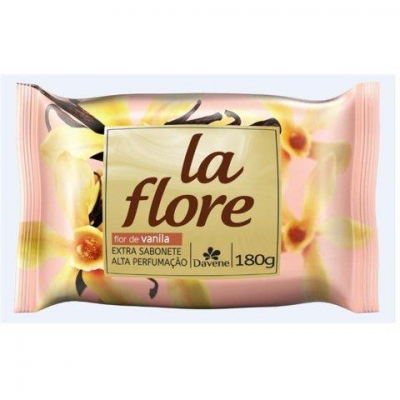 la
flore
flor de vanila
EXTRA SABONETE
ALTA PERFUMAÇÃO
Davene
180g